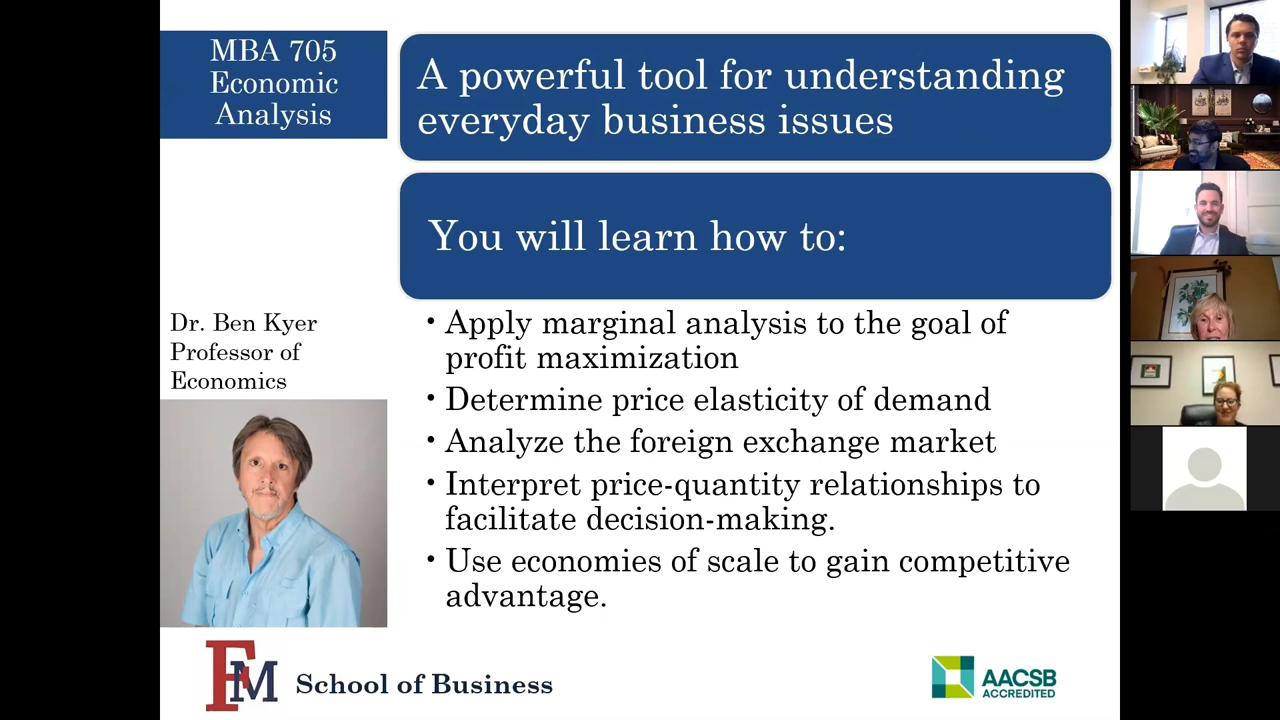 MBA 705
Economic
Analysis
A powerful tool for understanding
everyday business issues
You will learn how to:
Dr. Ben Kyer
Professor of
Economics
• Apply marginal analysis to the goal of
profit maximization
• Determine price elasticity of demand
• Analyze the foreign exchange market
• Interpret price-quantity relationships to
facilitate decision-making.
• Use economies of scale to gain competitive
advantage.
FM School of Business
AACSB
ACCREDITED